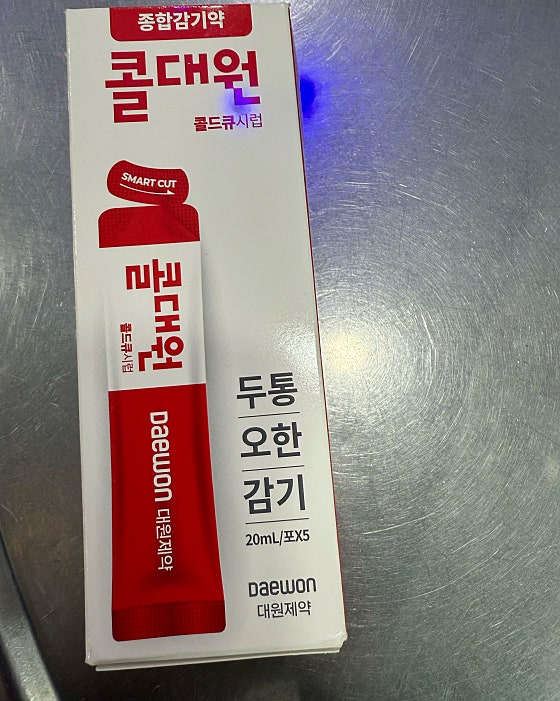 종합감기약
콜대원
콜드큐시럽
SMART CUT
콜대원
콜드큐시럽
DAEWON 대원제약
두통
오한
감기
20mL/포X5
DAEWON
대원제약